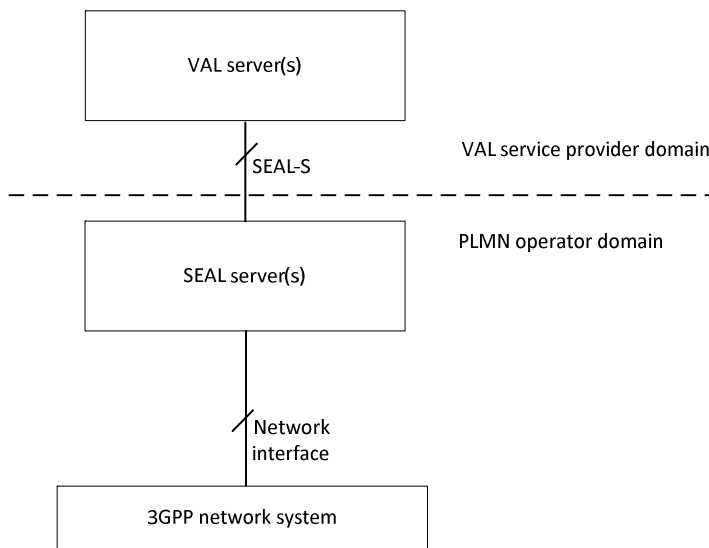 VAL server(s)
VAL service provider domain
SEAL-S
PLMN operator domain
SEAL server(s)
Network
interface
3GPP network system